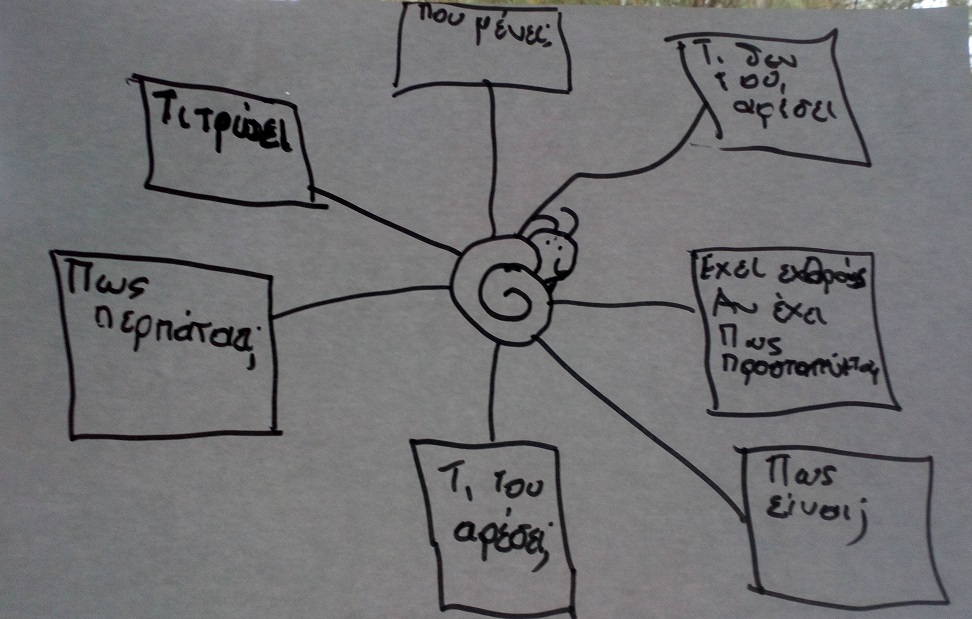 που μένει;
Τι δεν
του
αρέσει
Τι τρώει
Έχει εχθρούς
Αν έχει
Πως
προστατεύεται;
Πως
περπάταει;
Τι του
αρέσει;
Πως
είναι;